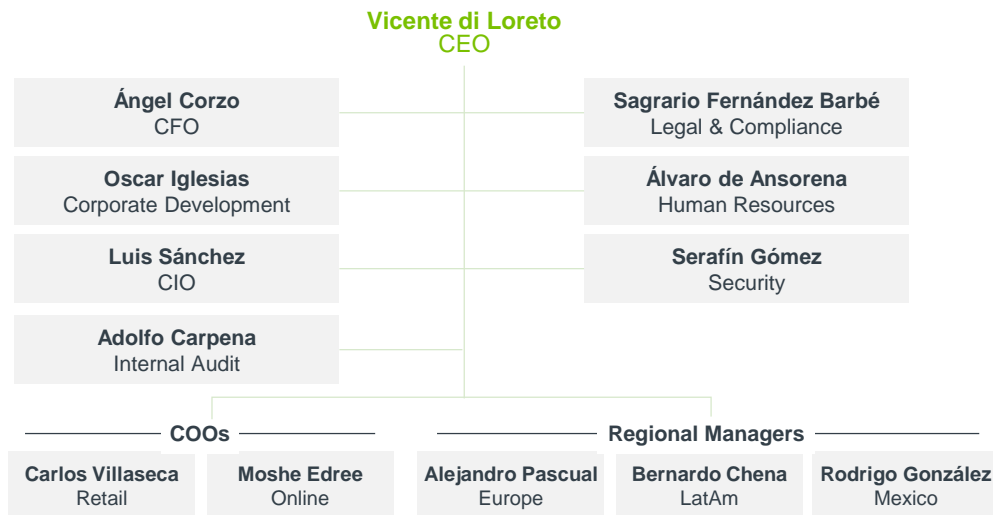 Vicente di Loreto
CEO
Ángel Corzo
CFO
Sagrario Fernández Barbé
Legal & Compliance
Oscar Iglesias
Corporate Development
Álvaro de Ansorena
Human Resources
Luis Sánchez
CIO
Serafín Gómez
Security
Adolfo Carpena
Internal Audit
COOs
Regional Managers
Carlos Villaseca
Retail
Moshe Edree
Online
Alejandro Pascual
Europe
Bernardo Chena
LatAm
Rodrigo González
Mexico